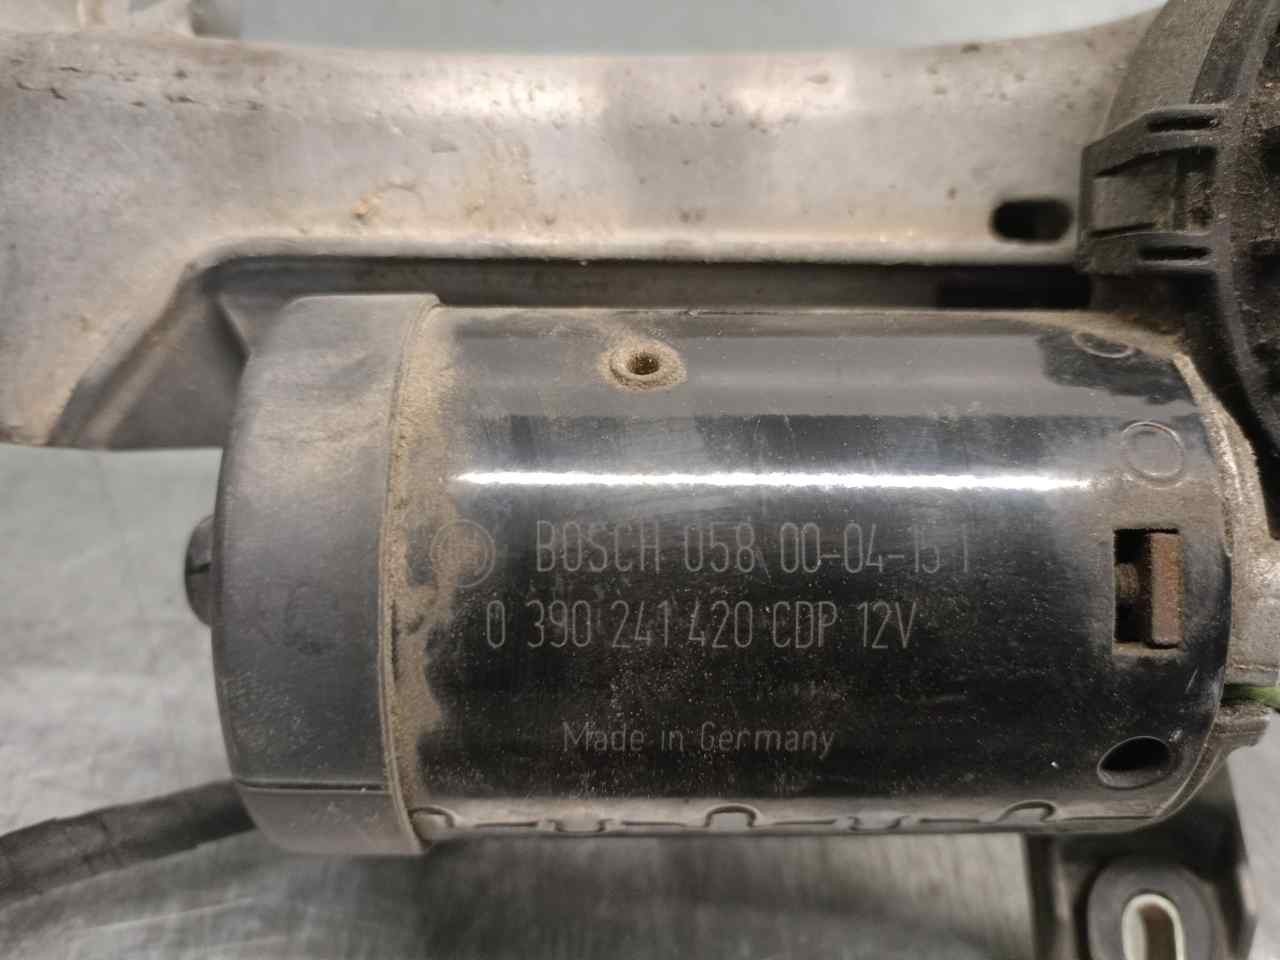 BOSCH 058 00-04-15 1
0 390 241 420 CDP 12V
Made in Germany